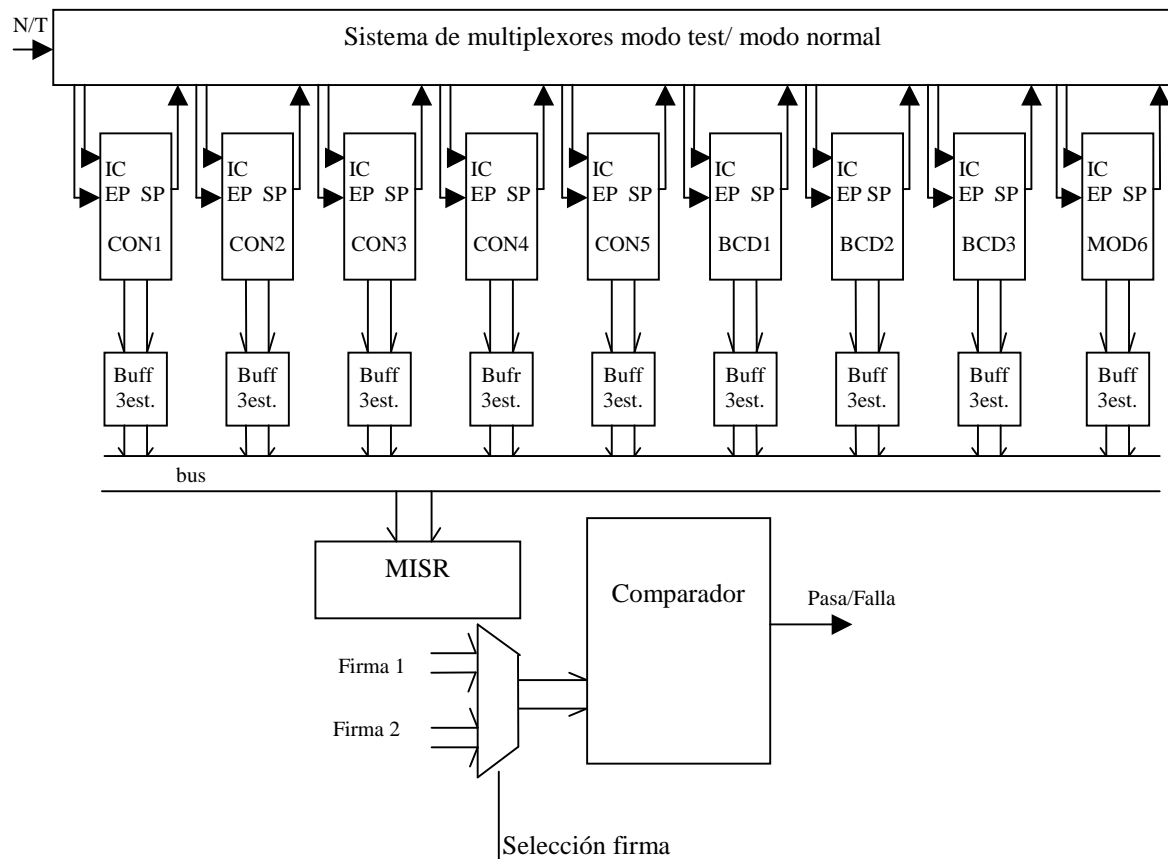 N/T
Sistema de multiplexores modo test/ modo normal
IC
EP SP
CON1
IC
EP SP
CON2
IC
EP SP
CON3
IC
EP SP
CON4
IC
EP SP
CON5
IC
EP SP
BCD1
IC
EP SP
BCD2
IC
EP SP
BCD3
IC
EP SP
MOD6
Buff
3est.
Buff
3est.
Buff
3est.
Bufr
3est.
Buff
3est.
Buff
3est.
Buff
3est.
Buff
3est.
Buff
3est.
bus
MISR
Comparador
Pasa/Falla
Firma 1
Firma 2
Selección firma